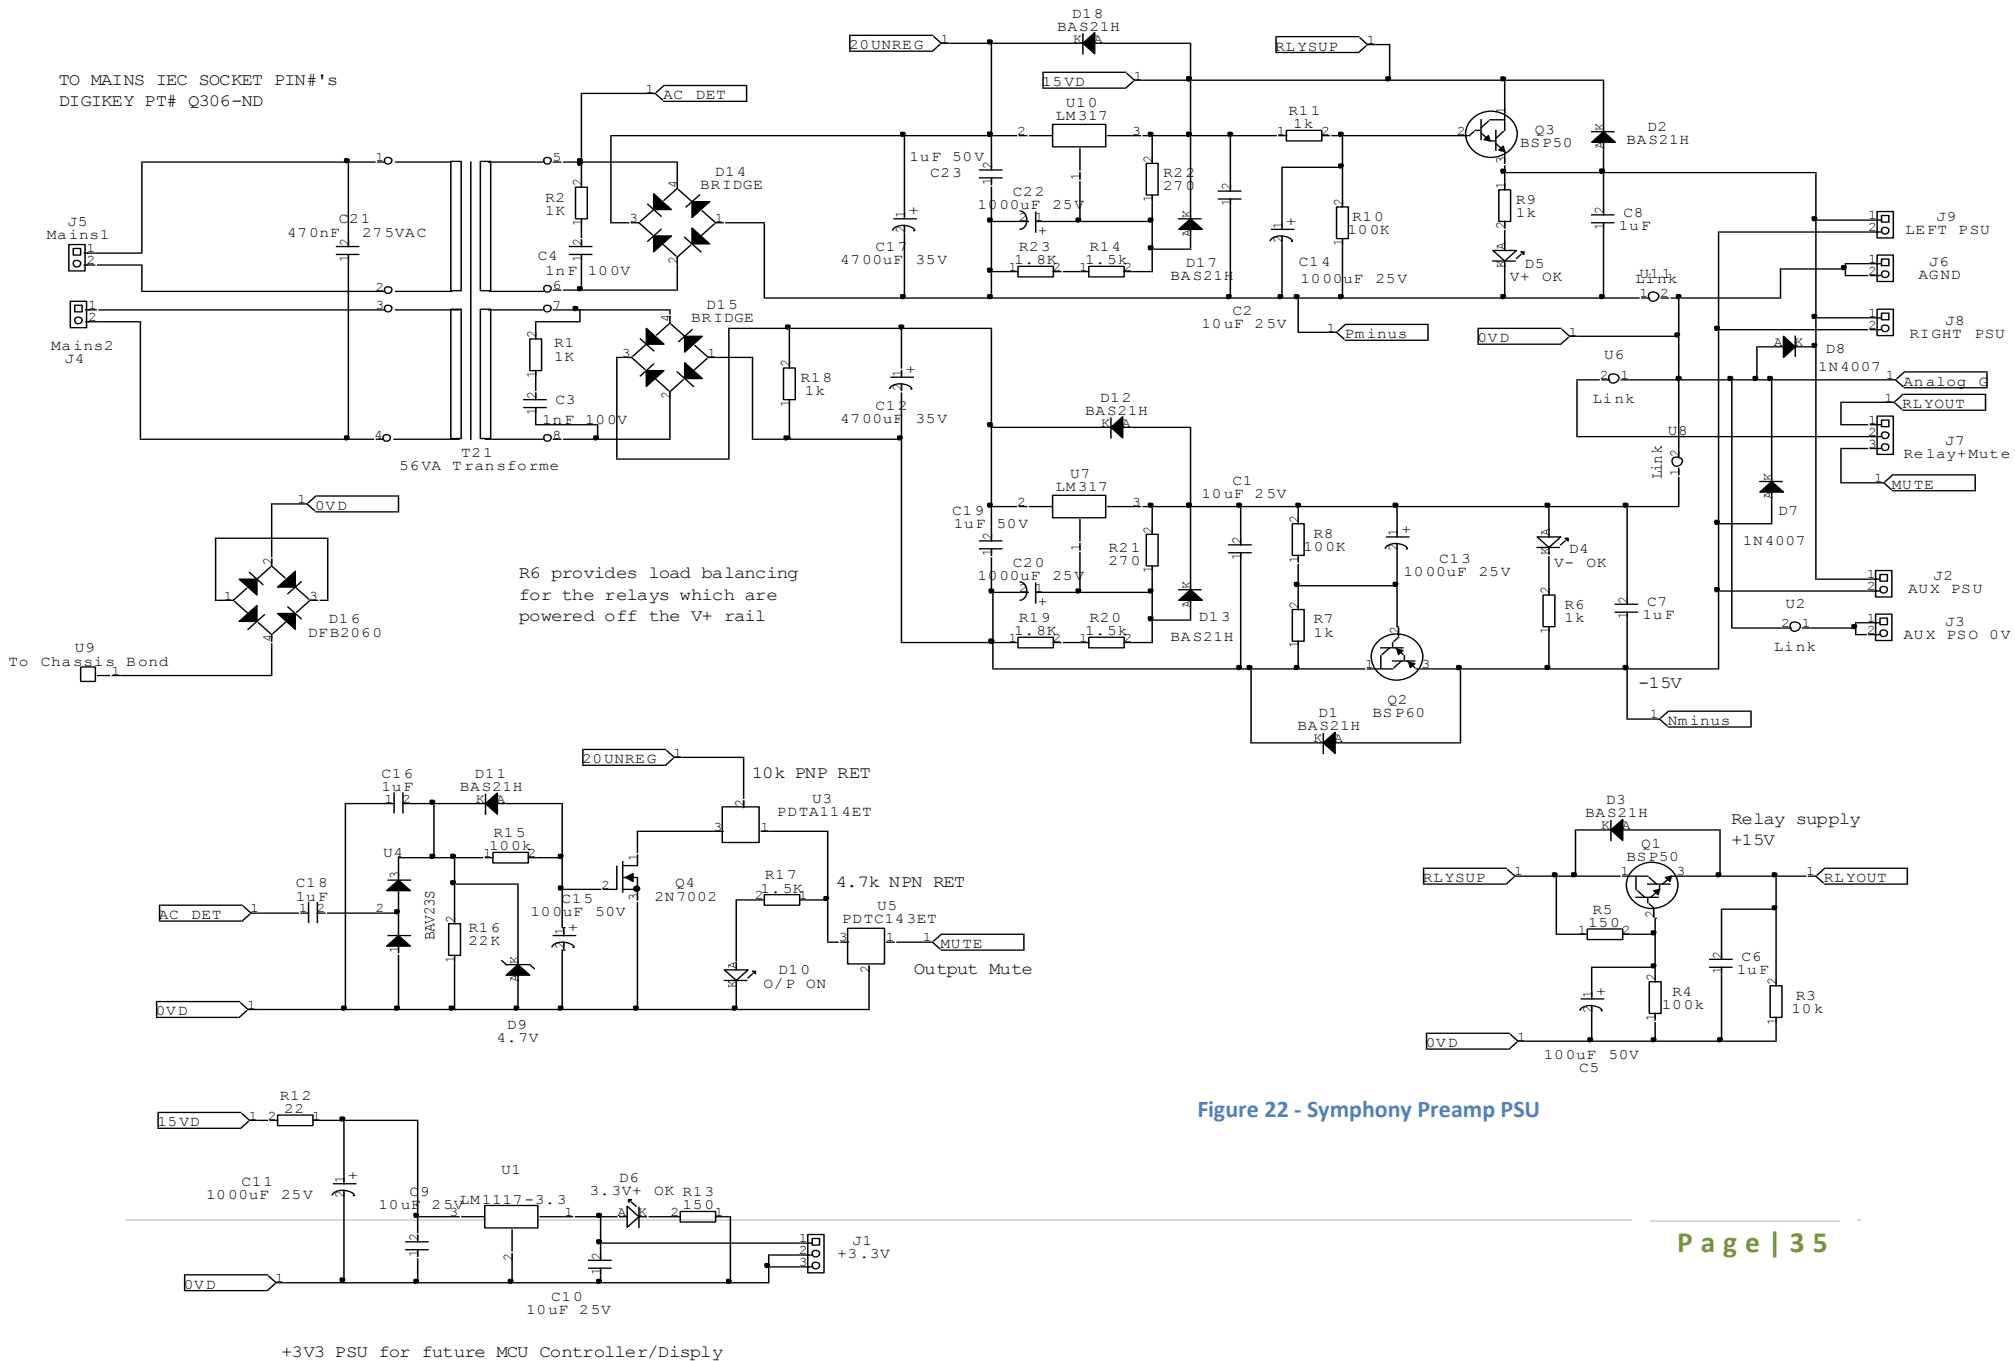 TO MAINS IEC SOCKET PIN#'s
DIGIKEY PT# Q306-ND
J5
Mains1
Mains2
J4
C21
470nF 275VAC
T21
56VA Transforme
AC DET
R2
1K
C4
1nF 100V
R1
1K
C3
1nF 100V
D14
BRIDGE
D15
BRIDGE
20UNREG
D18
BAS21H
15VD
RLYSUP
U10
LM317
1uF 50V
C23
C22
1000uF 25V
C17
4700uF 35V
R23
1.8K
R14
1.5k
R22
270
D17
BAS21H
C2
10uF 25V
R11
1k
C14
1000uF 25V
R10
100K
Q3
BSP50
D2
BAS21H
R9
1k
D5
V+ OK
C8
1uF
U11
Link
Pminus
0VD
J9
LEFT PSU
J6
AGND
J8
RIGHT PSU
D8
1N4007
U6
Link
Analog G
RLYOUT
J7
Relay+Mute
MUTE
U8
Link
D7
1N4007
J2
AUX PSU
U2
Link
J3
AUX PSO 0V
R18
1k
C12
4700uF 35V
D12
BAS21H
U7
LM317
C19
1uF 50V
C20
1000uF 25V
R19
1.8K
R20
1.5k
R21
270
D13
BAS21H
C1
10uF 25V
R8
100K
R7
1k
C13
1000uF 25V
Q2
BSP60
D1
BAS21H
D4
V- OK
R6
1k
C7
1uF
-15V
Nminus
0VD
D16
DFB2060
U9
To Chassis Bond
R6 provides load balancing
for the relays which are
powered off the V+ rail
20UNREG
10k PNP RET
U3
PDTA114ET
C16
1uF
D11
BAS21H
R15
100k
U4
BAV23S
C18
1uF
AC DET
R16
22K
C15
100uF 50V
Q4
2N7002
R17
1.5K
4.7k NPN RET
U5
PDTC143ET
MUTE
Output Mute
D10
O/P ON
0VD
D9
4.7V
D3
BAS21H
Relay supply
+15V
Q1
BSP50
RLYSUP
RLYOUT
R5
150
C6
1uF
R4
100k
R3
10k
0VD
100uF 50V
C5
Figure 22 - Symphony Preamp PSU
15VD
R12
22
C11
1000uF 25V
C9
10uF 25V
U1
LM1117-3.3
D6
3.3V+ OK
R13
150
J1
+3.3V
0VD
C10
10uF 25V
+3V3 PSU for future MCU Controller/Disply
Page|35